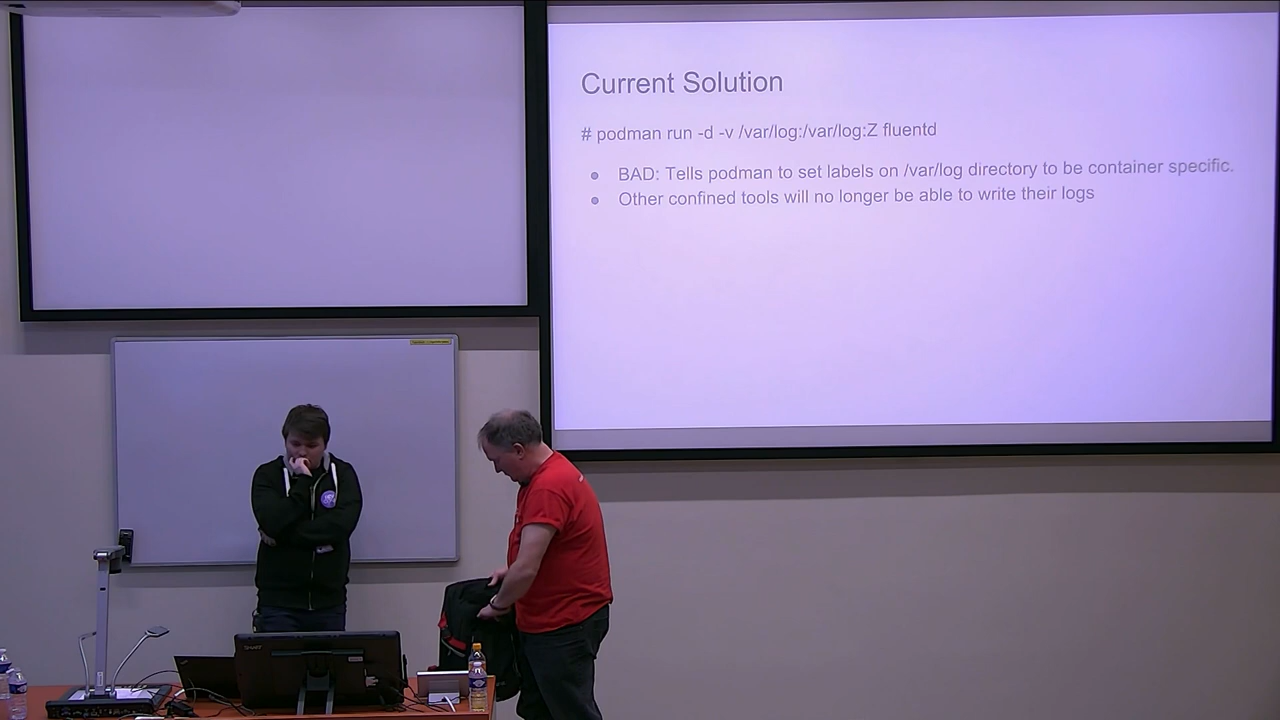 Current Solution
# podman run -d -v /var/log:/var/log:Z fluentd
BAD: Tells podman to set labels on /var/log directory to be container specific.
Other confined tools will no longer be able to write their logs